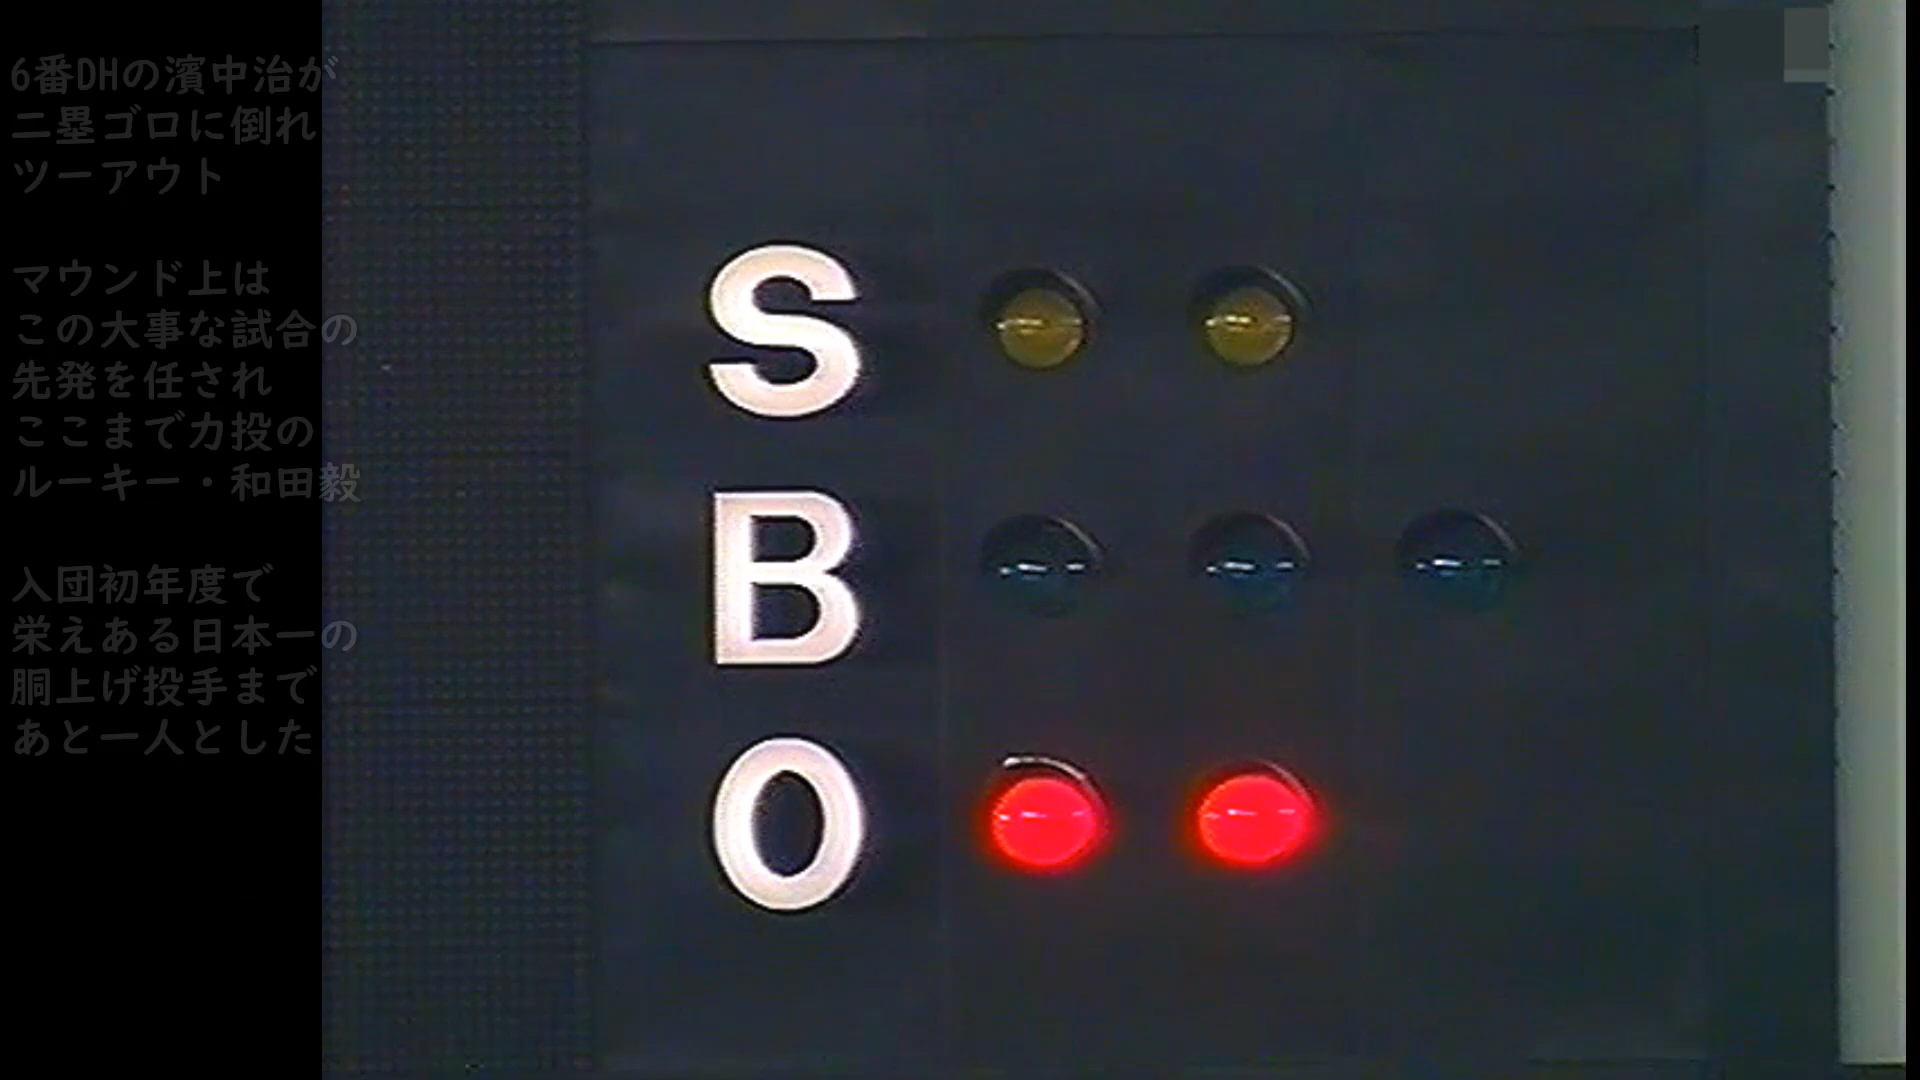 6番DHの濱中治が
二塁ゴロに倒れ
ツーアウト
マウンド上は
この大事な試合の
先発を任され
ここまで力投の
ルーキー・和田毅
入団初年度で
栄えある日本一の
胴上げ投手まで
あと一人とした
S
B
O